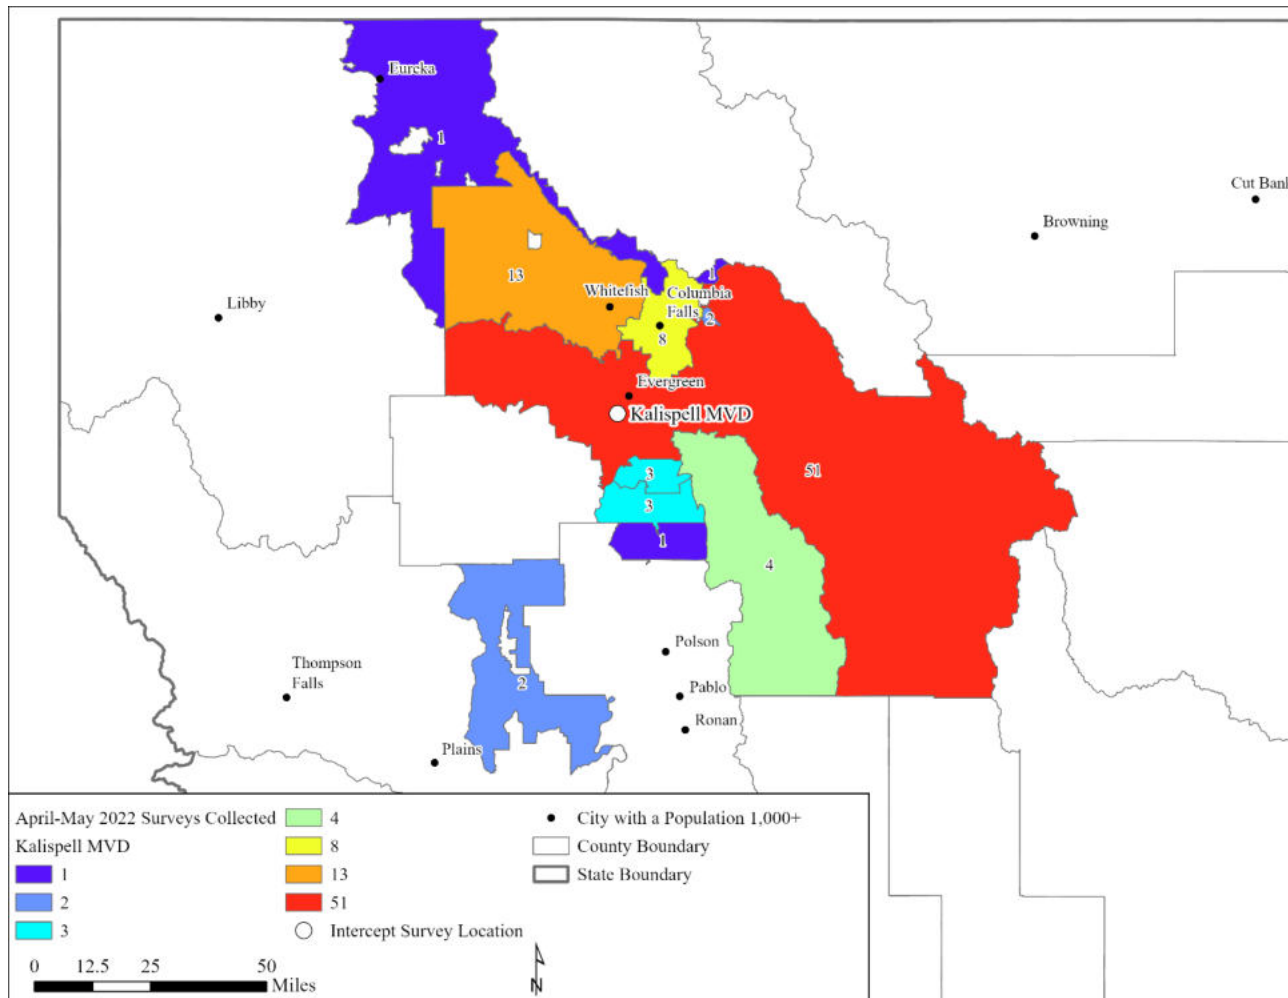 Eureka
1
Cut Bank
Browning
13
1
Libby
Whitefish
Columbia
Falls
2
8
Evergreen
Kalispell MVD
3
51
3
1
4
Polson
Thompson
Falls
2
Pablo
Ronan
Plains
April-May 2022 Surveys Collected
Kalispell MVD
1
2
3
4
8
13
51
Intercept Survey Location
City with a Population 1,000+
County Boundary
State Boundary
0 12.5 25 50
Miles
N